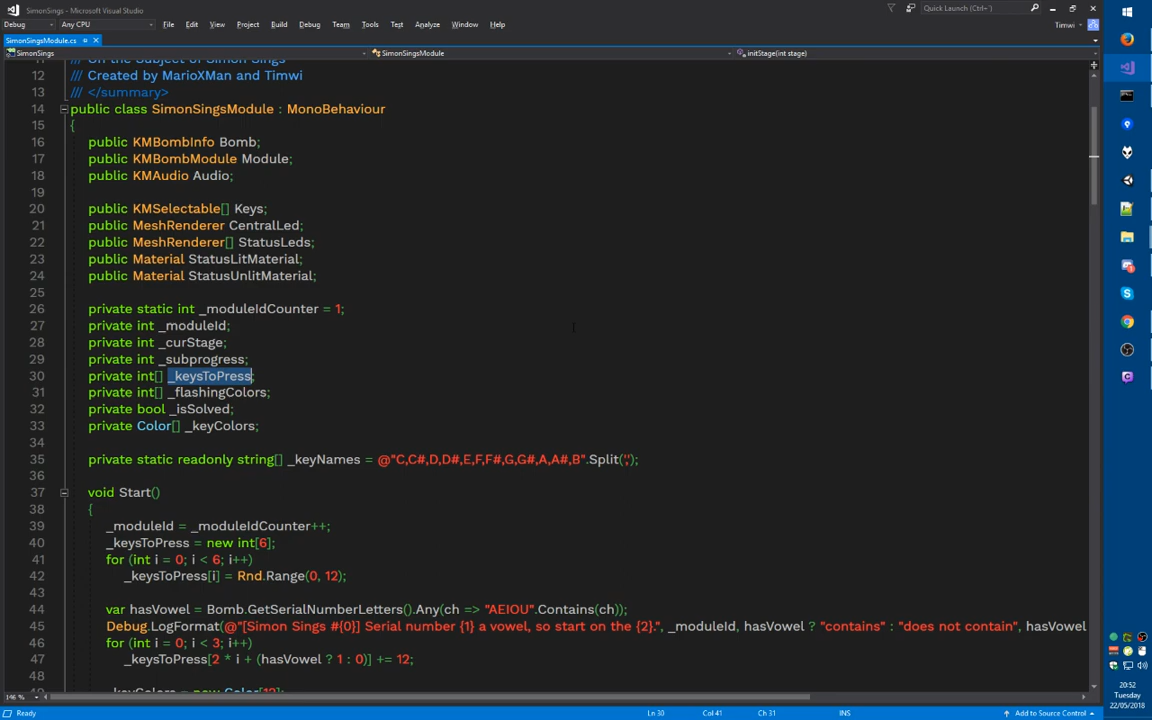 SimonSings - Microsoft Visual Studio
Quick Launch (Ctrl+`)
File Edit View Project Build Debug Team Tools Test Analyze Window Help
Timwi
Debug Any CPU
SimonSingsModule.cs
SimonSings SimonSingsModule initStage(int stage)
11 /// On the Subject of Simon Sings
12 /// Created by MarioXMan and Timwi
13 /// </summary>
14 public class SimonSingsModule : MonoBehaviour
15 {
16 public KMBombInfo Bomb;
17 public KMBombModule Module;
18 public KMAudio Audio;
19
20 public KMSelectable[] Keys;
21 public MeshRenderer CentralLed;
22 public MeshRenderer[] StatusLeds;
23 public Material StatusLitMaterial;
24 public Material StatusUnlitMaterial;
25
26 private static int _moduleIdCounter = 1;
27 private int _moduleId;
28 private int _curStage;
29 private int _subprogress;
30 private int[] _keysToPress;
31 private int[] _flashingColors;
32 private bool _isSolved;
33 private Color[] _keyColors;
34
35 private static readonly string[] _keyNames = @"C,C#,D,D#,E,F,F#,G,G#,A,A#,B".Split(',');
36
37 void Start()
38 {
39 _moduleId = _moduleIdCounter++;
40 _keysToPress = new int[6];
41 for (int i = 0; i < 6; i++)
42 _keysToPress[i] = Rnd.Range(0, 12);
43
44 var hasVowel = Bomb.GetSerialNumberLetters().Any(ch => "AEIOU".Contains(ch));
45 Debug.LogFormat(@"[Simon Sings #{0}] Serial number {1} a vowel, so start on the {2}.", _moduleId, hasVowel ? "contains" : "does not contain", hasVowel
46 for (int i = 0; i < 3; i++)
47 _keysToPress[2 * i + (hasVowel ? 1 : 0)] += 12;
48
49 _keyColors = new Color[12];
146 %
Ready Ln 30 Col 41 Ch 31 INS Add to Source Control
20:52
Tuesday
22/05/2018